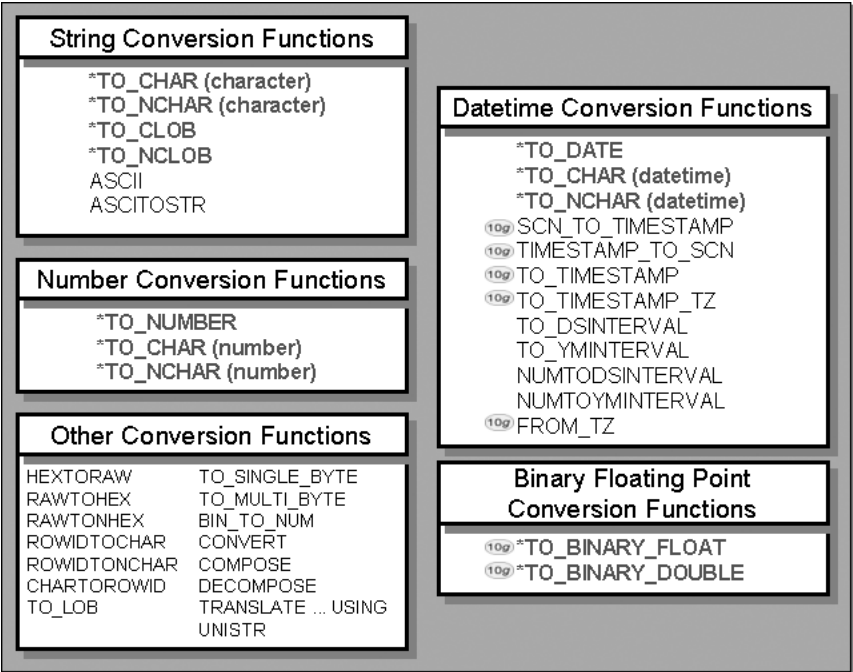 String Conversion Functions
*TO_CHAR (character)
*TO_NCHAR (character)
*TO_CLOB
*TO_NCLOB
ASCII
ASCITOSTR
Number Conversion Functions
*TO_NUMBER
*TO_CHAR (number)
*TO_NCHAR (number)
Other Conversion Functions
HEXTORAW TO_SINGLE_BYTE
RAWTOHEX TO_MULTI_BYTE
RAWTONHEX BIN_TO_NUM
ROWIDTOCHAR CONVERT
ROWIDTONCHAR COMPOSE
CHARTOROWID DECOMPOSE
TO_LOB TRANSLATE ... USING
UNISTR
Datetime Conversion Functions
*TO_DATE
*TO_CHAR (datetime)
*TO_NCHAR (datetime)
10g SCN_TO_TIMESTAMP
10g TIMESTAMP_TO_SCN
10g TO_TIMESTAMP
10g TO_TIMESTAMP_TZ
TO_DSINTERVAL
TO_YMINTERVAL
NUMTODSINTERVAL
NUMTOYMINTERVAL
10g FROM_TZ
Binary Floating Point
Conversion Functions
10g *TO_BINARY_FLOAT
10g *TO_BINARY_DOUBLE